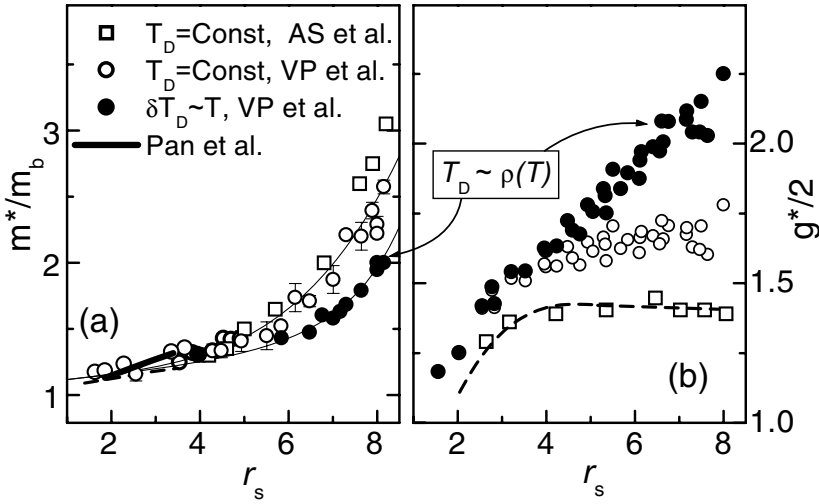 T_D=Const, AS et al.
T_D=Const, VP et al.
δT_D~T, VP et al.
Pan et al.
m*/m_b
3
2
1
(a)
2 4 6 8
r_s
T_D ~ ρ(T)
(b)
g*/2
2.0
1.5
1.0
2 4 6 8
r_s